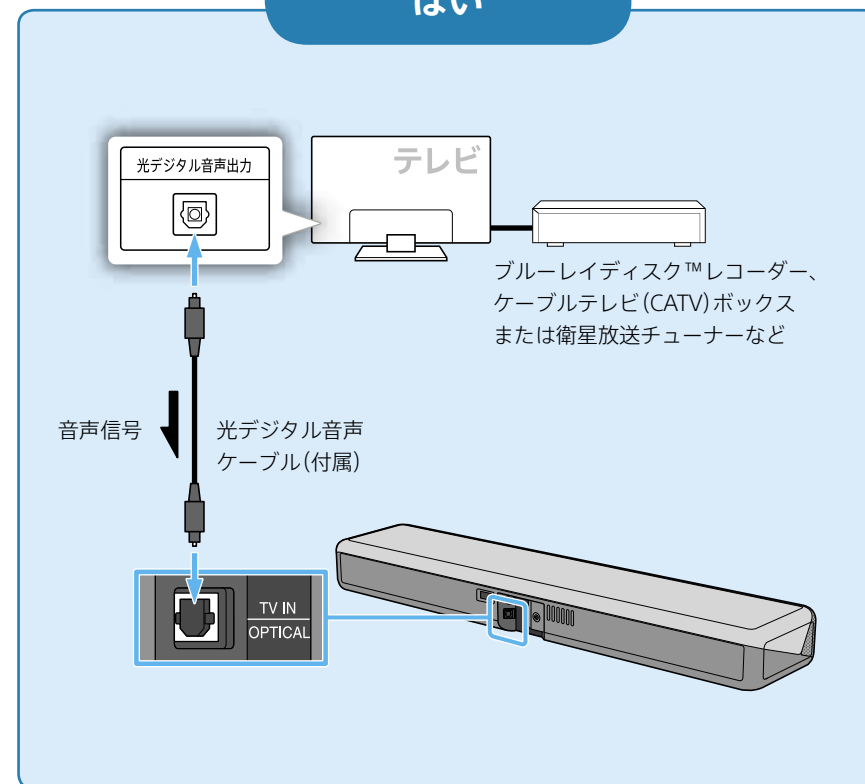 はい
光デジタル音声出力
テレビ
ブルーレイディスク™レコーダー、
ケーブルテレビ(CATV)ボックス
または衛星放送チューナーなど
音声信号
光デジタル音声
ケーブル(付属)
TV IN
OPTICAL